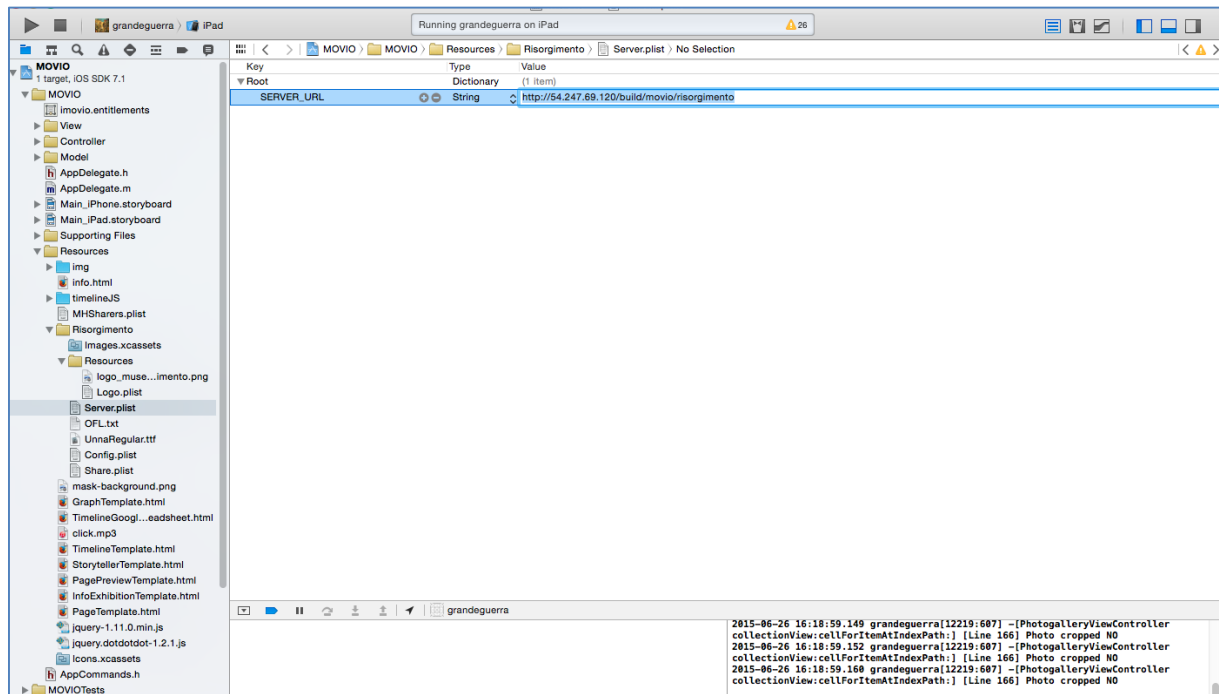 grandeguerra 〉 iPad
Running grandeguerra on iPad
26
MOVIO 〉 MOVIO 〉 Resources 〉 Risorgimento 〉 Server.plist 〉 No Selection
MOVIO
1 target, iOS SDK 7.1
MOVIO
imovio.entitlements
View
Controller
Model
AppDelegate.h
AppDelegate.m
Main_iPhone.storyboard
Main_iPad.storyboard
Supporting Files
Resources
img
info.html
timelineJS
MHSharers.plist
Risorgimento
Images.xcassets
Resources
logo_muse...imento.png
Logo.plist
Server.plist
OFL.txt
UnnaRegular.ttf
Config.plist
Share.plist
mask-background.png
GraphTemplate.html
TimelineGoogl...eadsheet.html
click.mp3
TimelineTemplate.html
StorytellerTemplate.html
PagePreviewTemplate.html
InfoExhibitionTemplate.html
PageTemplate.html
jquery-1.11.0.min.js
jquery.dotdotdot-1.2.1.js
Icons.xcassets
AppCommands.h
MOVIOTests
Key Type Value
Root Dictionary (1 item)
SERVER_URL String http://54.247.69.120/build/movio/risorgimento
grandeguerra
2015-06-26 16:18:59.149 grandeguerra[12219:607] -[PhotogalleryViewController
collectionView:cellForItemAtIndexPath:] [Line 166] Photo cropped NO
2015-06-26 16:18:59.152 grandeguerra[12219:607] -[PhotogalleryViewController
collectionView:cellForItemAtIndexPath:] [Line 166] Photo cropped NO
2015-06-26 16:18:59.160 grandeguerra[12219:607] -[PhotogalleryViewController
collectionView:cellForItemAtIndexPath:] [Line 166] Photo cropped NO